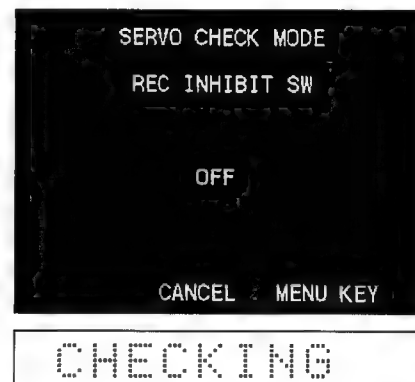 SERVO CHECK MODE
REC INHIBIT SW
OFF
CANCEL : MENU KEY
CHECKING